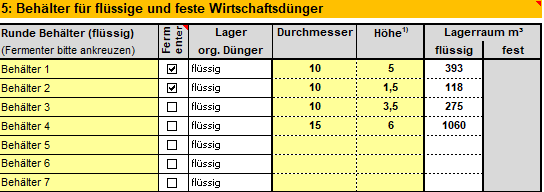 5: Behälter für flüssige und feste Wirtschaftsdünger
Runde Behälter (flüssig) Ferm enter Lager Durchmesser Höhe¹⁾ Lagerraum m³
(Fermenter bitte ankreuzen) org. Dünger flüssig fest
Behälter 1 flüssig 10 5 393
Behälter 2 flüssig 10 1,5 118
Behälter 3 flüssig 10 3,5 275
Behälter 4 flüssig 15 6 1060
Behälter 5 flüssig
Behälter 6 flüssig
Behälter 7 flüssig